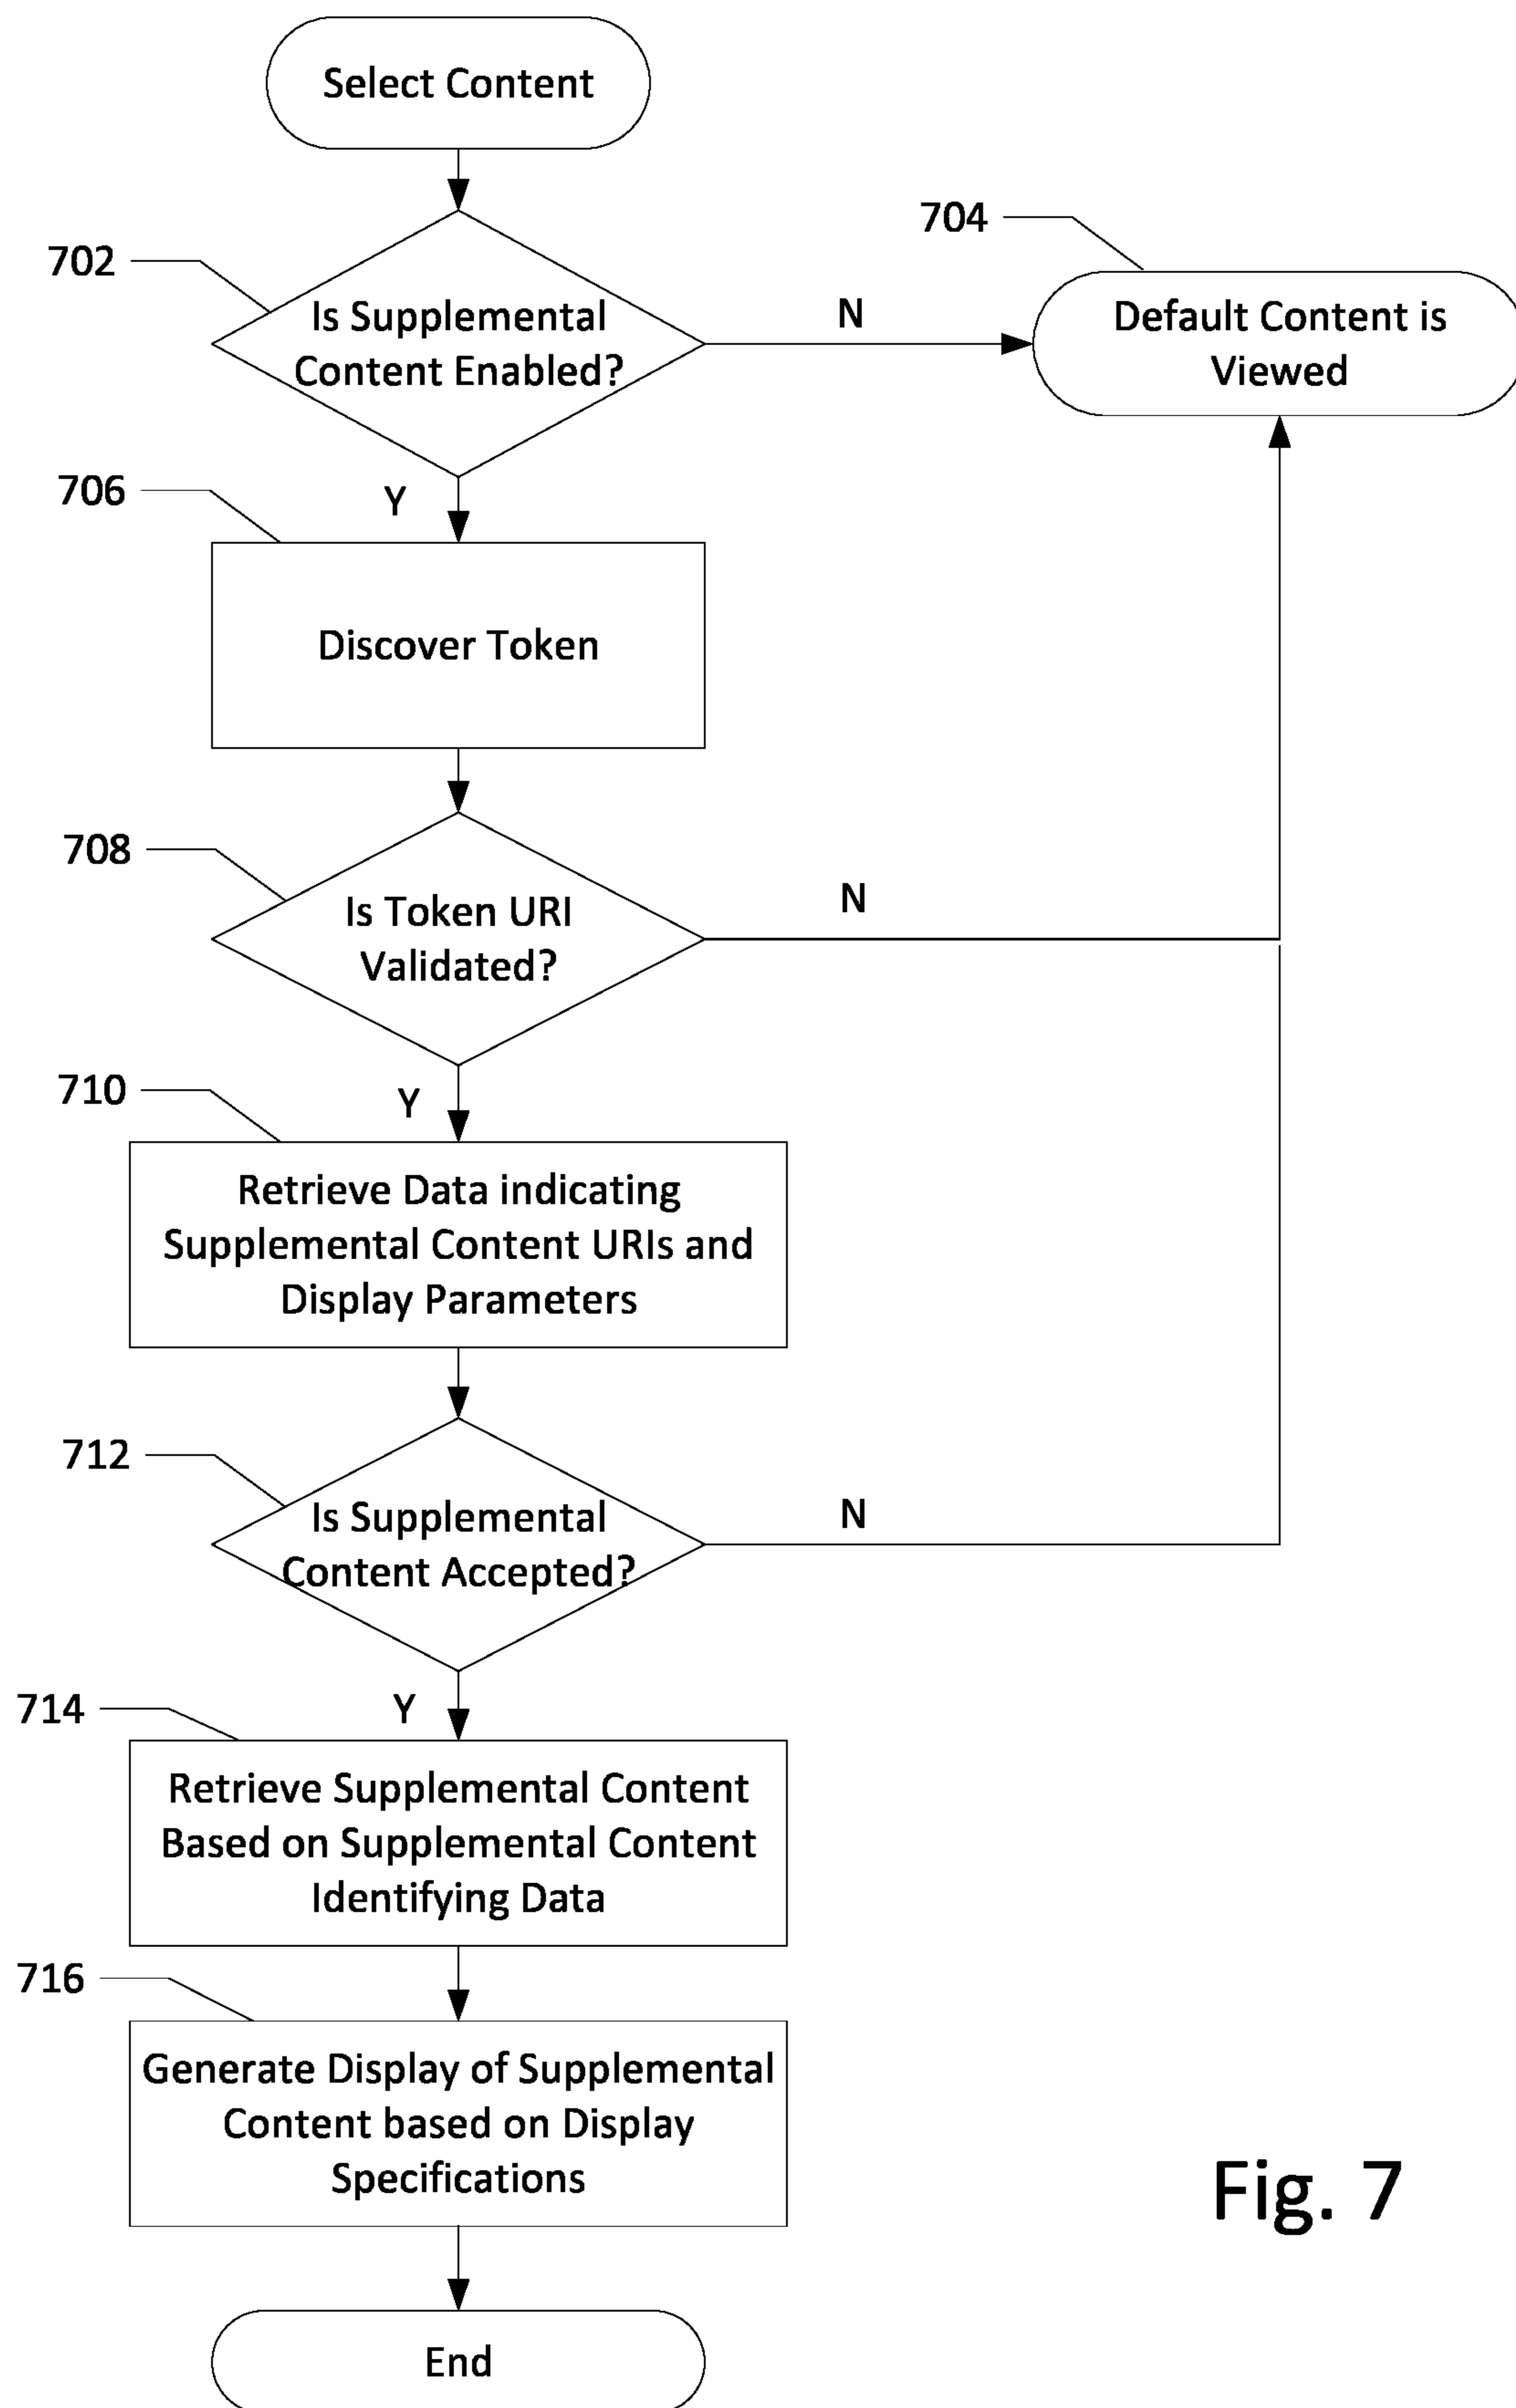 Select Content
702
Is Supplemental
Content Enabled?
N
704
Default Content is
Viewed
Y
706
Discover Token
708
Is Token URI
Validated?
N
Y
710
Retrieve Data indicating
Supplemental Content URIs and
Display Parameters
712
Is Supplemental
Content Accepted?
N
Y
714
Retrieve Supplemental Content
Based on Supplemental Content
Identifying Data
716
Generate Display of Supplemental
Content based on Display
Specifications
End
Fig. 7